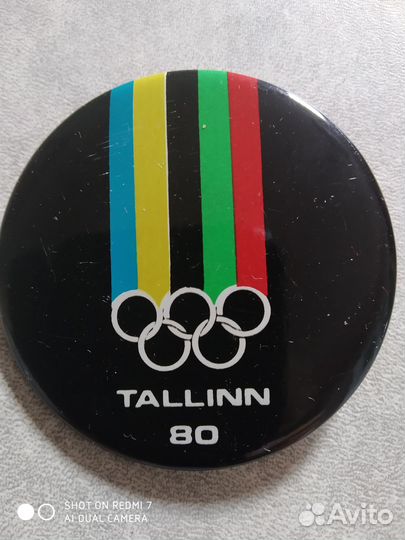 TALLINN
80
SHOT ON REDMI 7
AI DUAL CAMERA
Avito